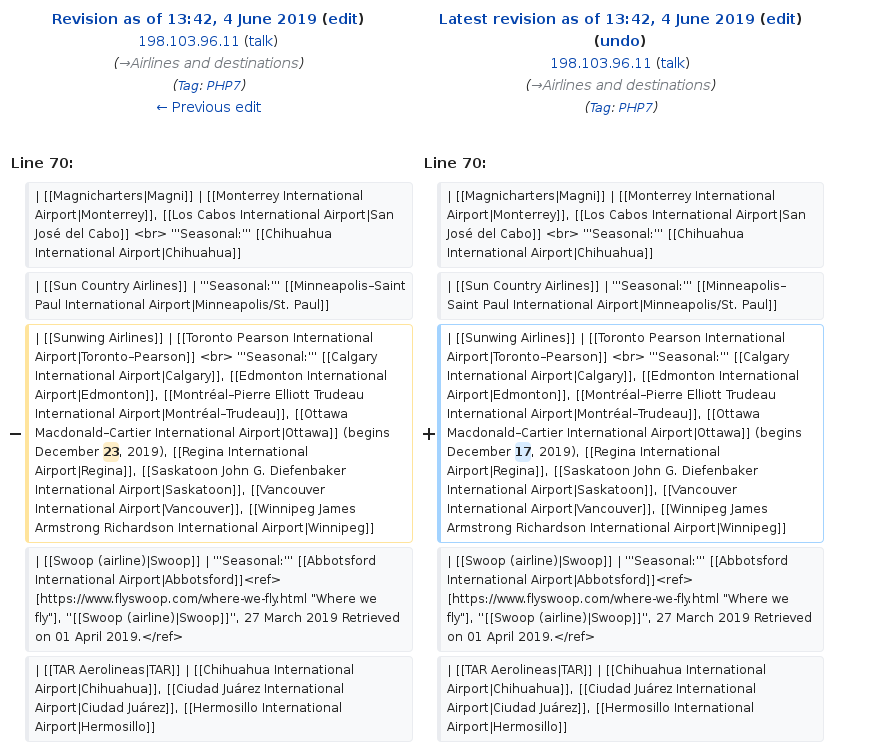 Revision as of 13:42, 4 June 2019 (edit)
198.103.96.11 (talk)
(→Airlines and destinations)
(Tag: PHP7)
← Previous edit
Latest revision as of 13:42, 4 June 2019 (edit)
(undo)
198.103.96.11 (talk)
(→Airlines and destinations)
(Tag: PHP7)
Line 70:
| [[Magnicharters|Magni]] | [[Monterrey International
Airport|Monterrey]], [[Los Cabos International Airport|San
José del Cabo]] <br> '''Seasonal:''' [[Chihuahua
International Airport|Chihuahua]]
| [[Sun Country Airlines]] | '''Seasonal:''' [[Minneapolis–Saint
Paul International Airport|Minneapolis/St. Paul]]
−
| [[Sunwing Airlines]] | [[Toronto Pearson International
Airport|Toronto–Pearson]] <br> '''Seasonal:''' [[Calgary
International Airport|Calgary]], [[Edmonton International
Airport|Edmonton]], [[Montréal–Pierre Elliott Trudeau
International Airport|Montréal–Trudeau]], [[Ottawa
Macdonald–Cartier International Airport|Ottawa]] (begins
December 23, 2019), [[Regina International
Airport|Regina]], [[Saskatoon John G. Diefenbaker
International Airport|Saskatoon]], [[Vancouver
International Airport|Vancouver]], [[Winnipeg James
Armstrong Richardson International Airport|Winnipeg]]
| [[Swoop (airline)|Swoop]] | '''Seasonal:''' [[Abbotsford
International Airport|Abbotsford]]<ref>
[https://www.flyswoop.com/where-we-fly.html "Where we
fly"], ''[[Swoop (airline)|Swoop]]'', 27 March 2019 Retrieved
on 01 April 2019.</ref>
| [[TAR Aerolineas|TAR]] | [[Chihuahua International
Airport|Chihuahua]], [[Ciudad Juárez International
Airport|Ciudad Juárez]], [[Hermosillo International
Airport|Hermosillo]]
Line 70:
| [[Magnicharters|Magni]] | [[Monterrey International
Airport|Monterrey]], [[Los Cabos International Airport|San
José del Cabo]] <br> '''Seasonal:''' [[Chihuahua
International Airport|Chihuahua]]
| [[Sun Country Airlines]] | '''Seasonal:''' [[Minneapolis–
Saint Paul International Airport|Minneapolis/St. Paul]]
+
| [[Sunwing Airlines]] | [[Toronto Pearson International
Airport|Toronto–Pearson]] <br> '''Seasonal:''' [[Calgary
International Airport|Calgary]], [[Edmonton International
Airport|Edmonton]], [[Montréal–Pierre Elliott Trudeau
International Airport|Montréal–Trudeau]], [[Ottawa
Macdonald–Cartier International Airport|Ottawa]] (begins
December 17, 2019), [[Regina International
Airport|Regina]], [[Saskatoon John G. Diefenbaker
International Airport|Saskatoon]], [[Vancouver
International Airport|Vancouver]], [[Winnipeg James
Armstrong Richardson International Airport|Winnipeg]]
| [[Swoop (airline)|Swoop]] | '''Seasonal:''' [[Abbotsford
International Airport|Abbotsford]]<ref>
[https://www.flyswoop.com/where-we-fly.html "Where we
fly"], ''[[Swoop (airline)|Swoop]]'', 27 March 2019 Retrieved
on 01 April 2019.</ref>
| [[TAR Aerolineas|TAR]] | [[Chihuahua International
Airport|Chihuahua]], [[Ciudad Juárez International
Airport|Ciudad Juárez]], [[Hermosillo International
Airport|Hermosillo]]